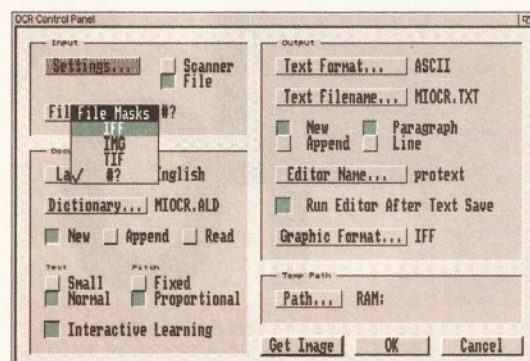 OCR Control Panel
Input
Settings...
Scanner
File
Fil
#?
File Masks
IFF
IMG
TIF
√ #?
Docu
La
nglish
Dictionary... MIOCR.ALD
New Append Read
Text Pitch
Small Fixed
Normal Proportional
Interactive Learning
Output
Text Format... ASCII
Text Filename... MIOCR.TXT
New Paragraph
Append Line
Editor Name... protext
Run Editor After Text Save
Graphic Format... IFF
Temp Path
Path... RAM:
Get Image OK Cancel